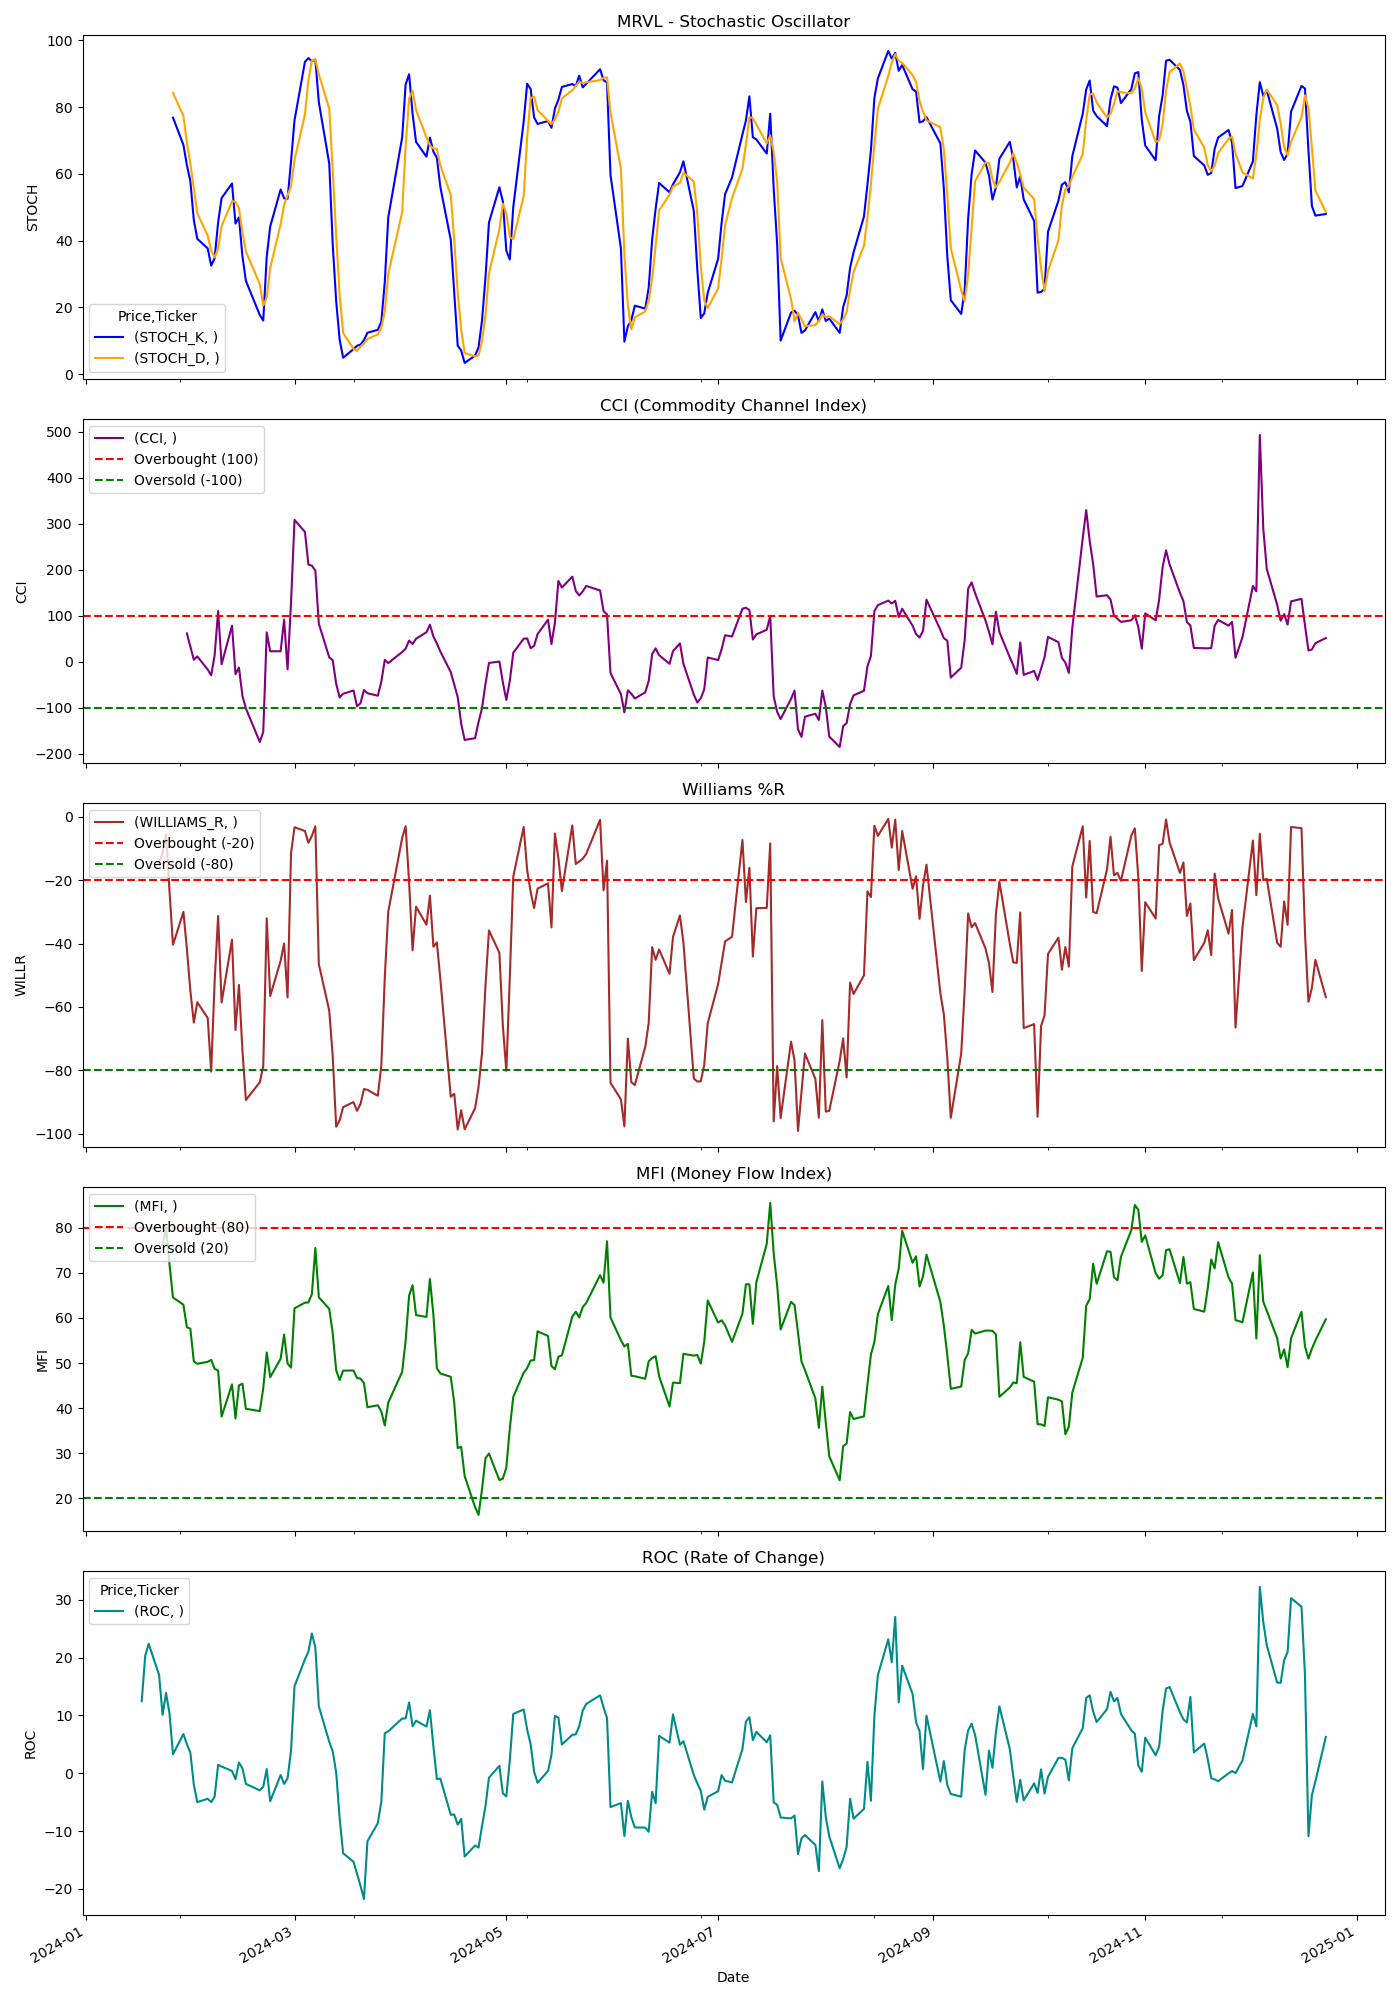 MRVL - Stochastic Oscillator
100
80
60
40
20
0
STOCH
Price,Ticker
(STOCH_K, )
(STOCH_D, )
CCI (Commodity Channel Index)
500
400
300
200
100
0
−100
−200
CCI
(CCI, )
Overbought (100)
Oversold (-100)
Williams %R
0
−20
−40
−60
−80
−100
WILLR
(WILLIAMS_R, )
Overbought (-20)
Oversold (-80)
MFI (Money Flow Index)
80
70
60
50
40
30
20
MFI
(MFI, )
Overbought (80)
Oversold (20)
ROC (Rate of Change)
30
20
10
0
−10
−20
ROC
Price,Ticker
(ROC, )
2024-01
2024-03
2024-05
2024-07
2024-09
2024-11
2025-01
Date